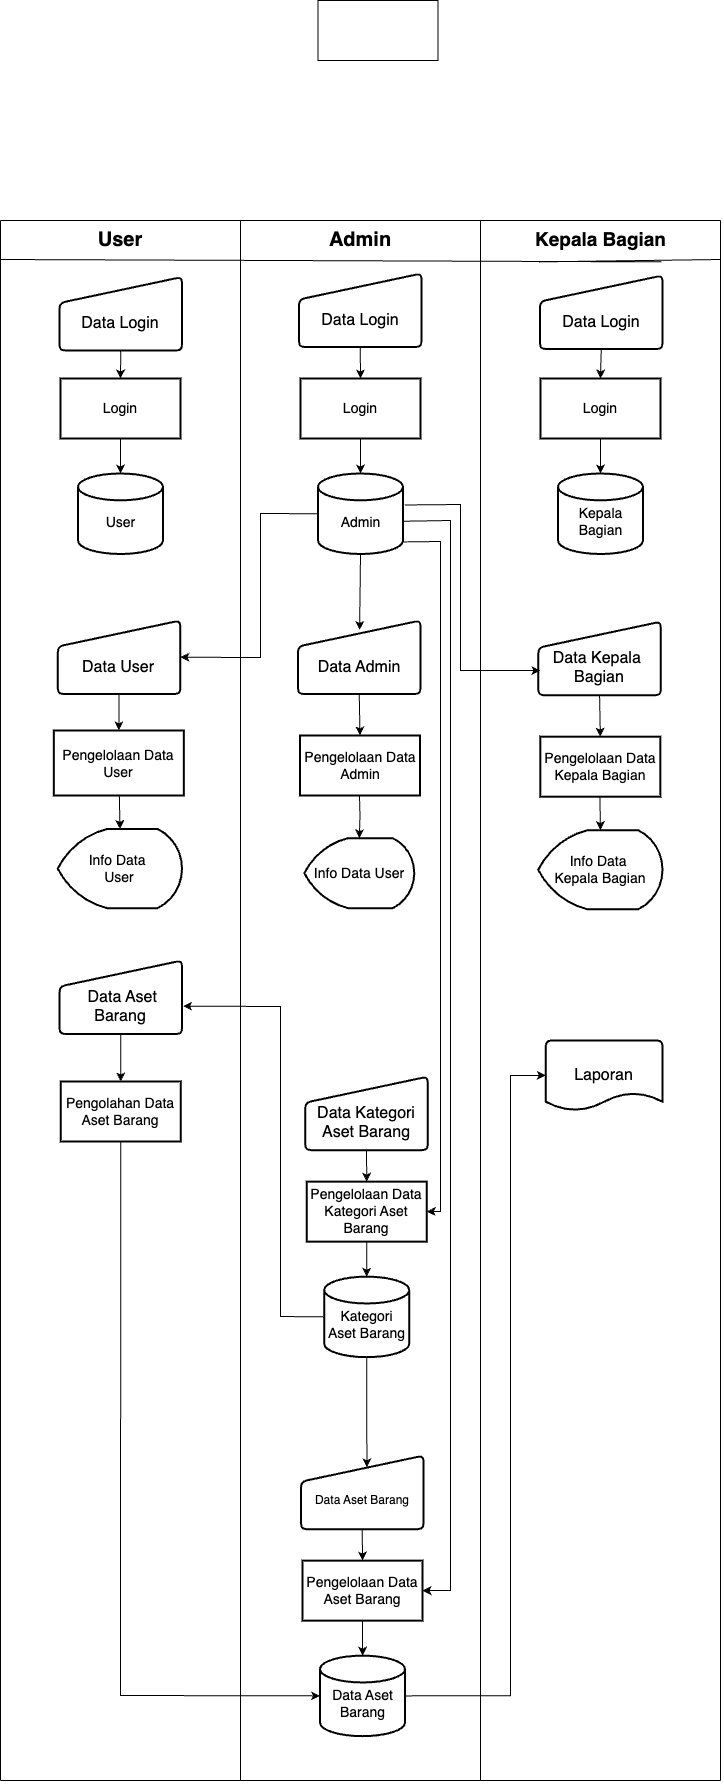 User
Admin
Kepala Bagian
Data Login
Data Login
Data Login
Login
Login
Login
User
Admin
Kepala
Bagian
Data User
Data Admin
Data Kepala
Bagian
Pengelolaan Data
User
Pengelolaan Data
Admin
Pengelolaan Data
Kepala Bagian
Info Data
User
Info Data User
Info Data
Kepala Bagian
Data Aset
Barang
Pengolahan Data
Aset Barang
Laporan
Data Kategori
Aset Barang
Pengelolaan Data
Kategori Aset
Barang
Kategori
Aset Barang
Data Aset Barang
Pengelolaan Data
Aset Barang
Data Aset
Barang